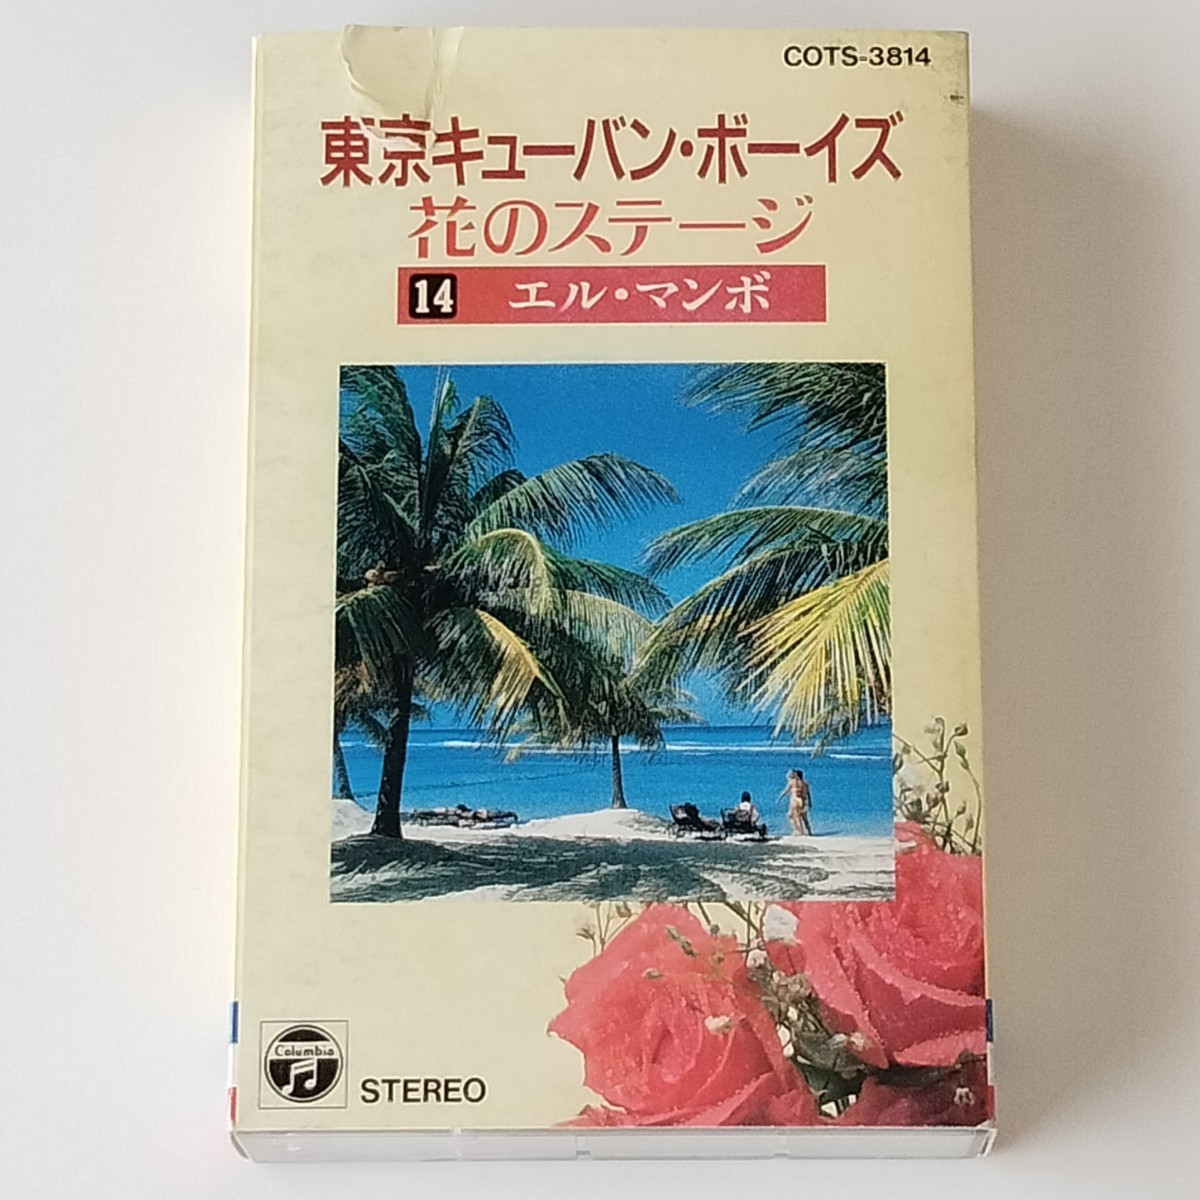 COTS-3814
東京キューバン・ボーイズ
花のステージ
14 エル・マンボ
Columbia
STEREO